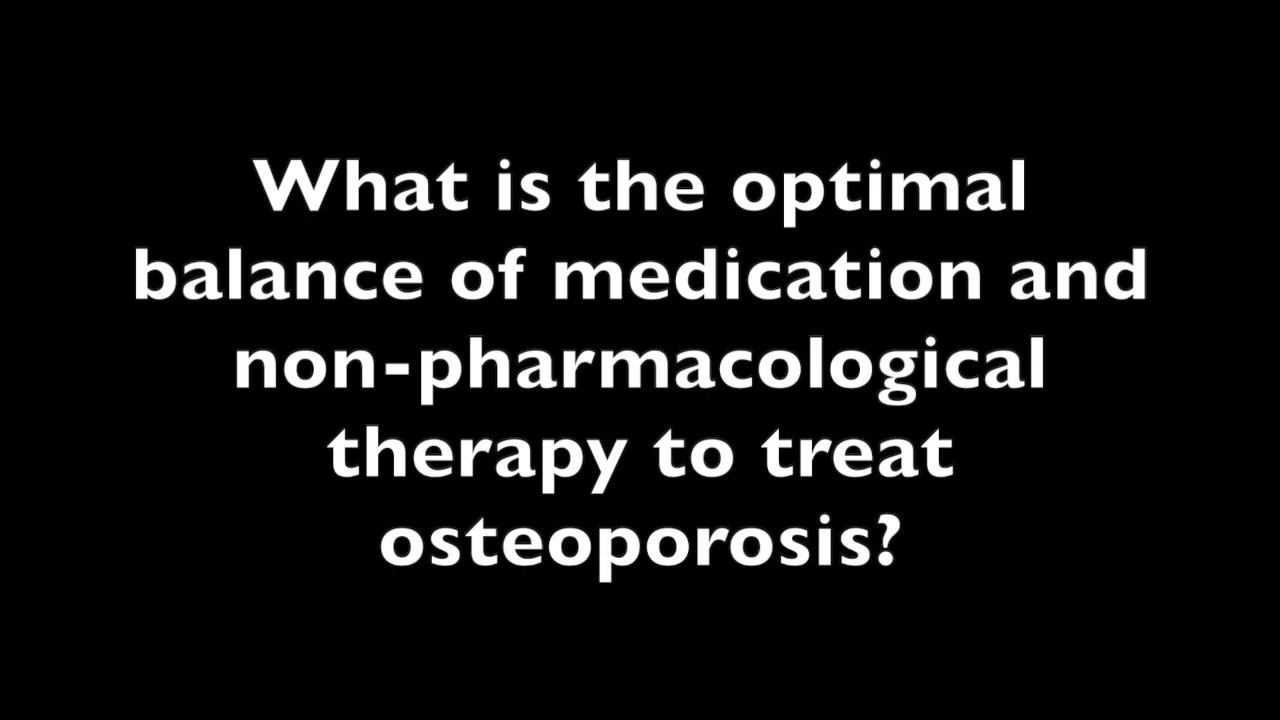 What is the optimal
balance of medication and
non-pharmacological
therapy to treat
osteoporosis?